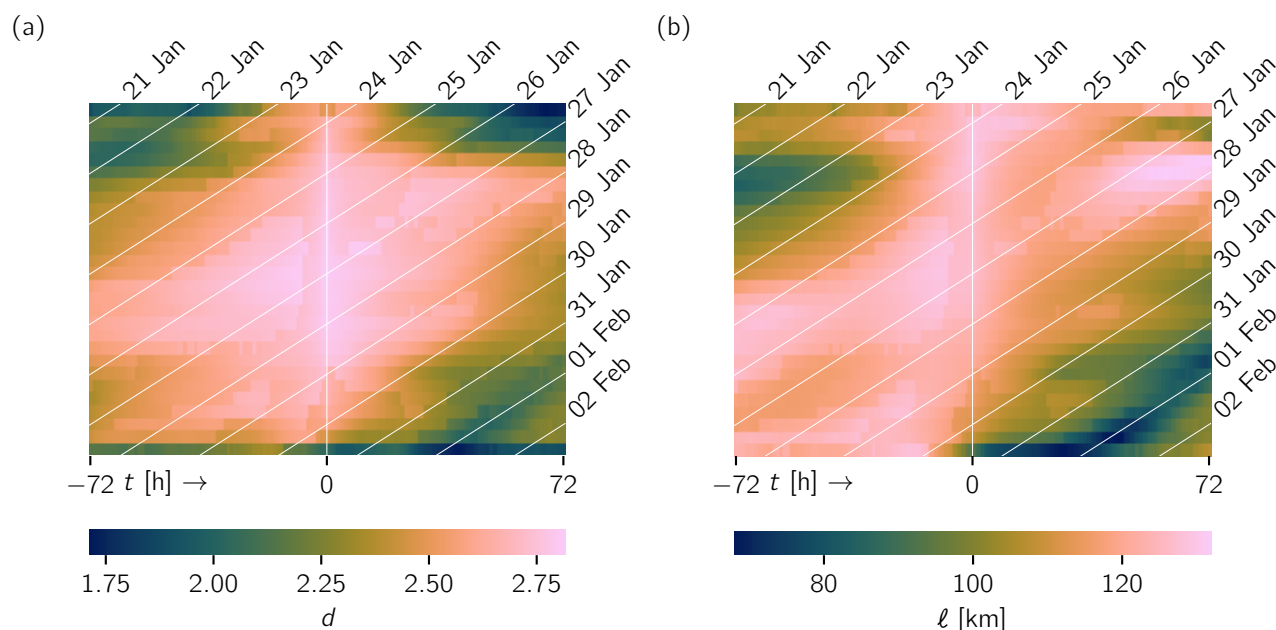 (a)
21 Jan
22 Jan
23 Jan
24 Jan
25 Jan
26 Jan
27 Jan
28 Jan
29 Jan
30 Jan
31 Jan
01 Feb
02 Feb
−72 t [h] → 0 72
1.75 2.00 2.25 2.50 2.75
d
(b)
21 Jan
22 Jan
23 Jan
24 Jan
25 Jan
26 Jan
27 Jan
28 Jan
29 Jan
30 Jan
31 Jan
01 Feb
02 Feb
−72 t [h] → 0 72
80 100 120
ℓ [km]